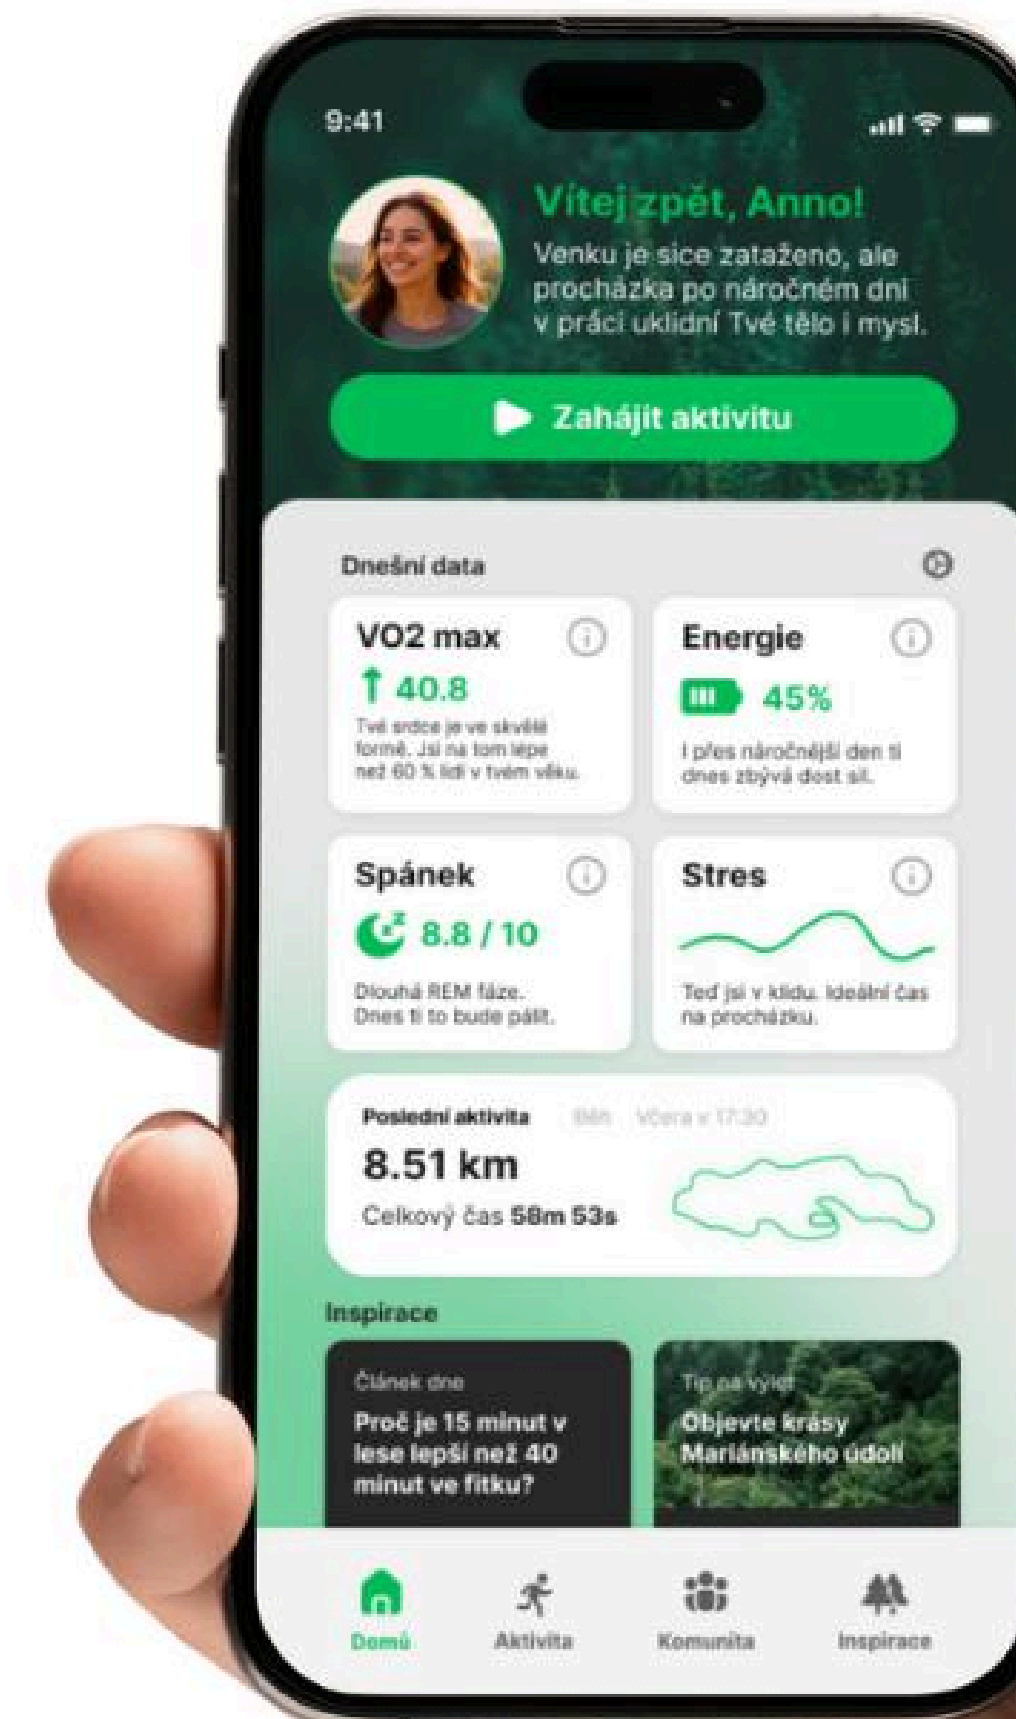 9:41
Vítej zpět, Anno!
Venku je sice zataženo, ale
procházka po náročném dni
v práci uklidní Tvé tělo i mysl.
Zahájit aktivitu
Dnešní data
VO2 max
40.8
Tvé srdce je ve skvělé
formě. Jsi na tom lépe
než 60 % lidí v tvém věku.
Energie
45%
I přes náročnější den ti
dnes zbývá dost sil.
Spánek
8.8 / 10
Dlouhá REM fáze.
Dnes ti to bude pálit.
Stres
Teď jsi v klidu. Ideální čas
na procházku.
Poslední aktivita Běh Včera v 17:30
8.51 km
Celkový čas 58m 53s
Inspirace
Článek dne
Proč je 15 minut v
lese lepší než 40
minut ve fitku?
Tip na výlet
Objevte krásy
Mariánského údolí
Domů
Aktivita
Komunita
Inspirace